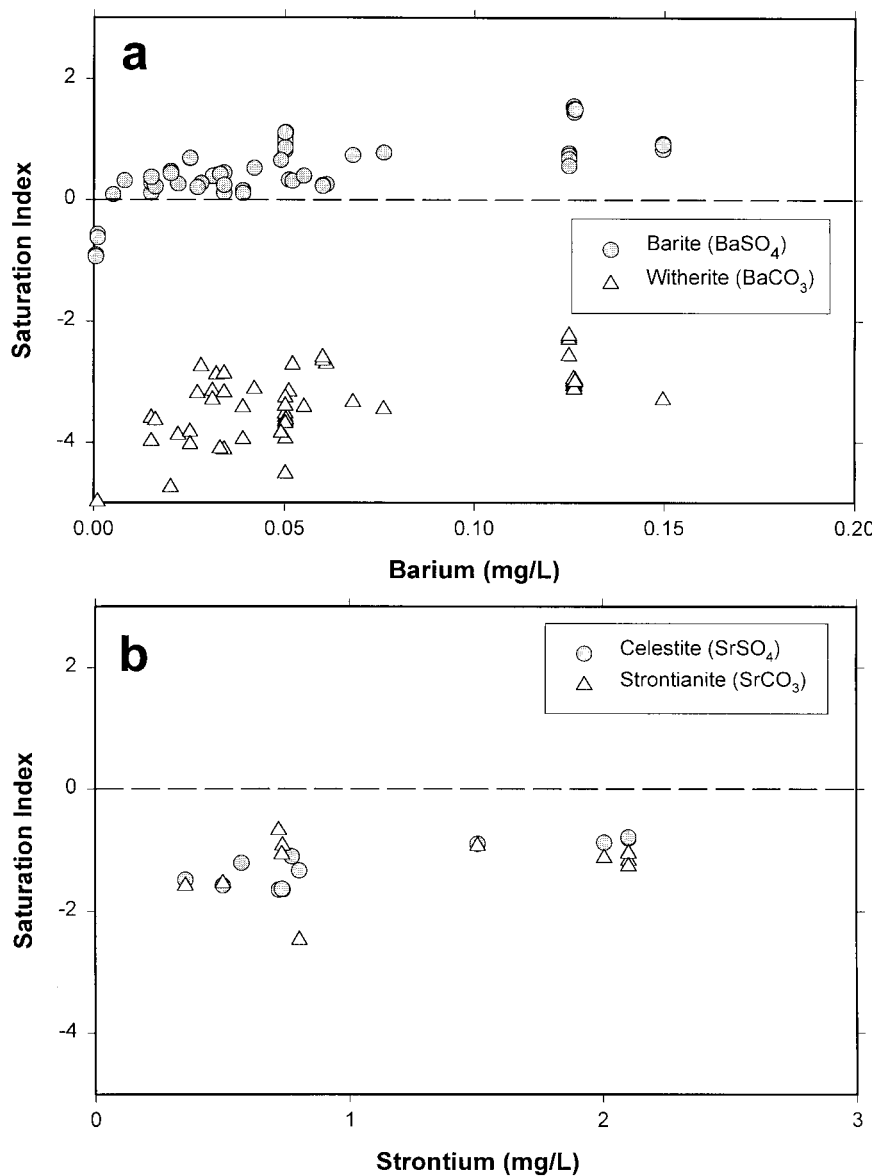 a
2
0
-2
-4
Saturation Index
Barite (BaSO4)
Witherite (BaCO3)
0.00 0.05 0.10 0.15 0.20
Barium (mg/L)
b
2
0
-2
-4
Saturation Index
Celestite (SrSO4)
Strontianite (SrCO3)
0 1 2 3
Strontium (mg/L)